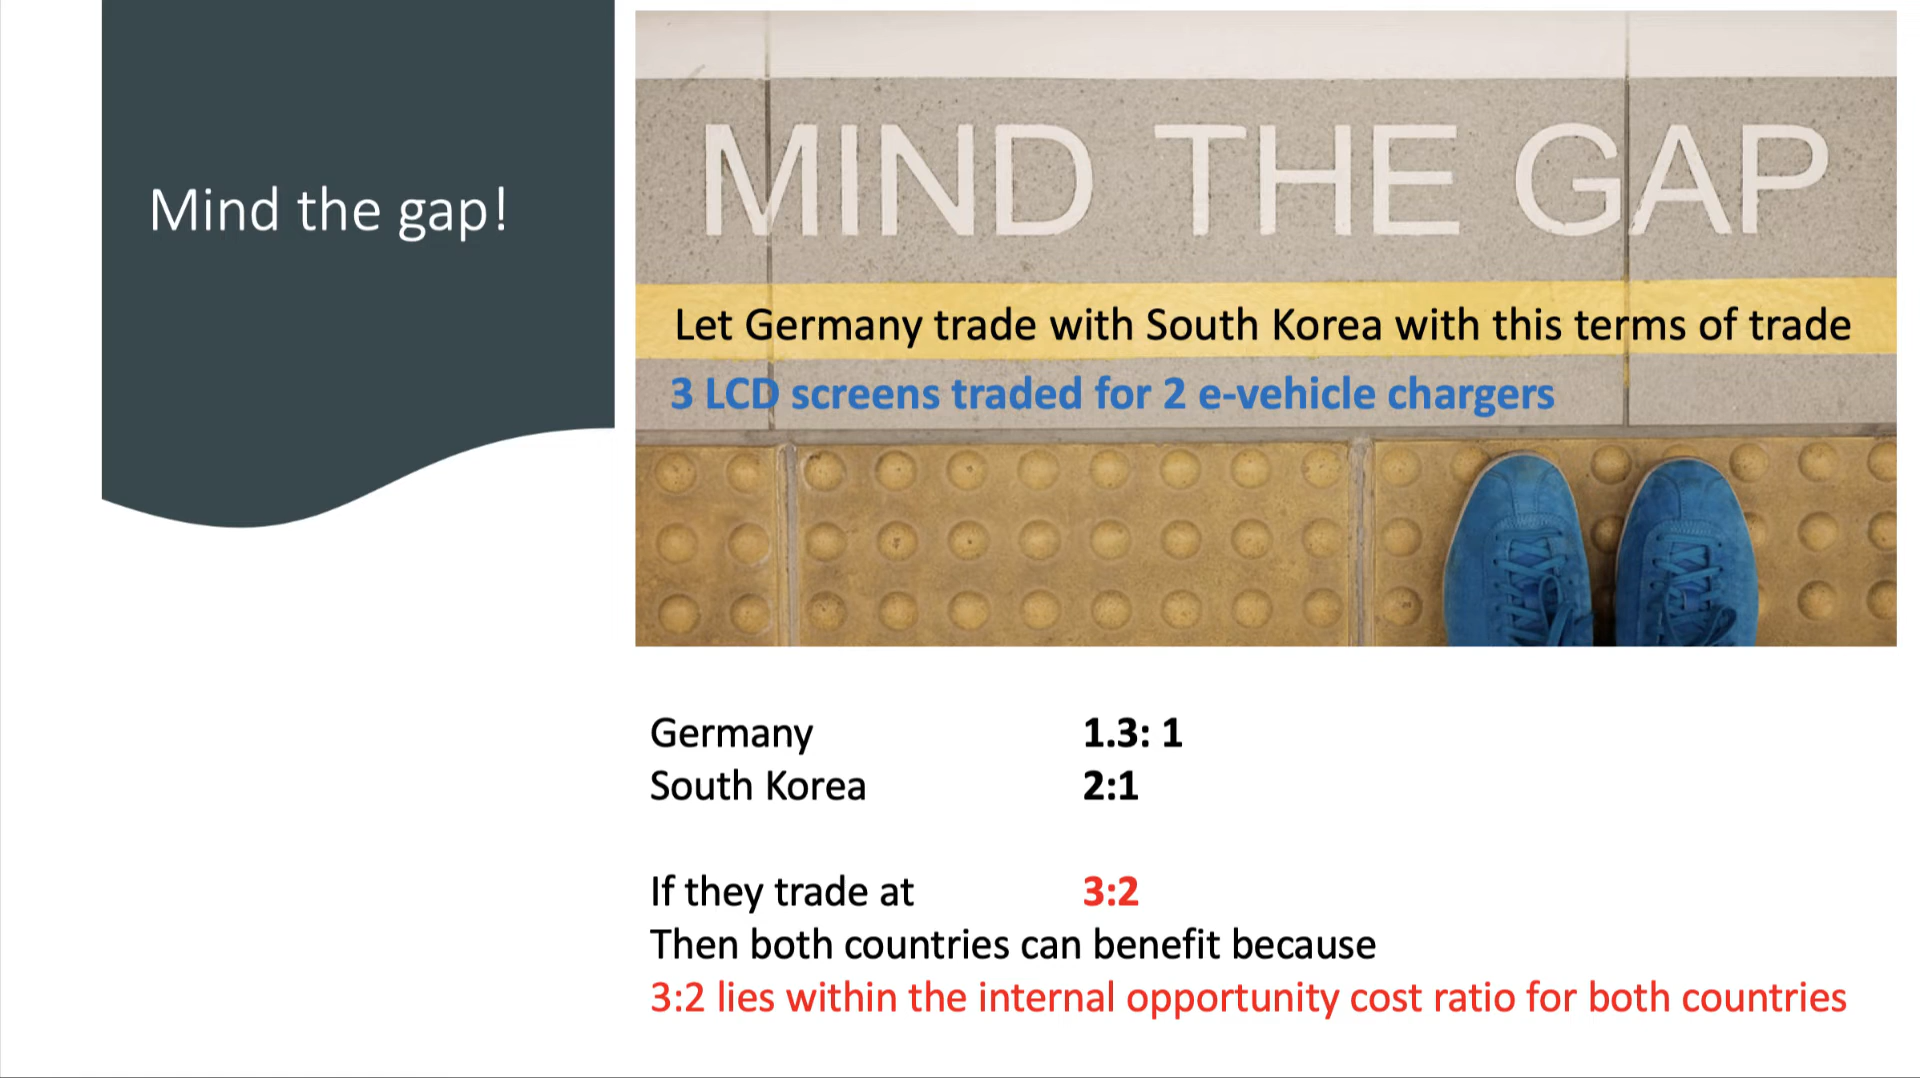 Mind the gap!
MIND THE GAP
Let Germany trade with South Korea with this terms of trade
3 LCD screens traded for 2 e-vehicle chargers
Germany 1.3: 1
South Korea 2:1
If they trade at 3:2
Then both countries can benefit because
3:2 lies within the internal opportunity cost ratio for both countries